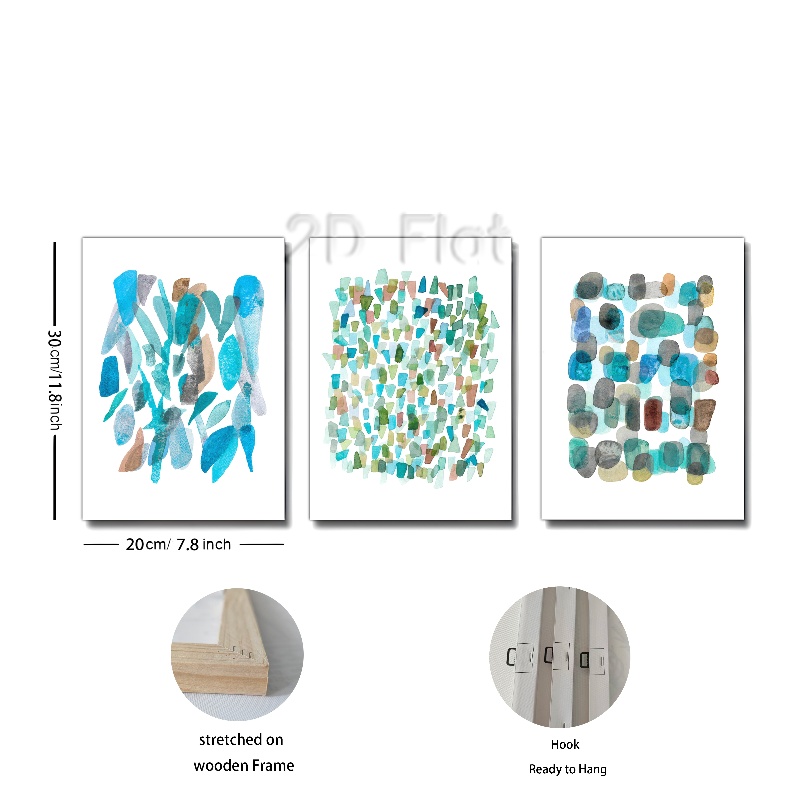 2D Flat
30cm/11.8inch
20cm/ 7.8 inch
stretched on
wooden Frame
Hook
Ready to Hang